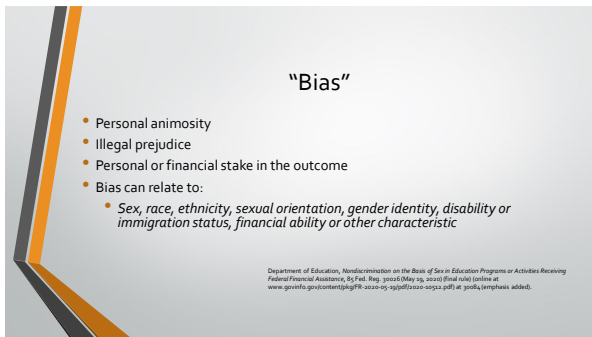 “Bias”
• Personal animosity
• Illegal prejudice
• Personal or financial stake in the outcome
• Bias can relate to:
• Sex, race, ethnicity, sexual orientation, gender identity, disability or
immigration status, financial ability or other characteristic
Department of Education, Nondiscrimination on the Basis of Sex in Education Programs or Activities Receiving
Federal Financial Assistance, 85 Fed. Reg. 30026 (May 19, 2020) (final rule) (online at
www.govinfo.gov/content/pkg/FR-2020-05-19/pdf/2020-10512.pdf) at 30084 (emphasis added).